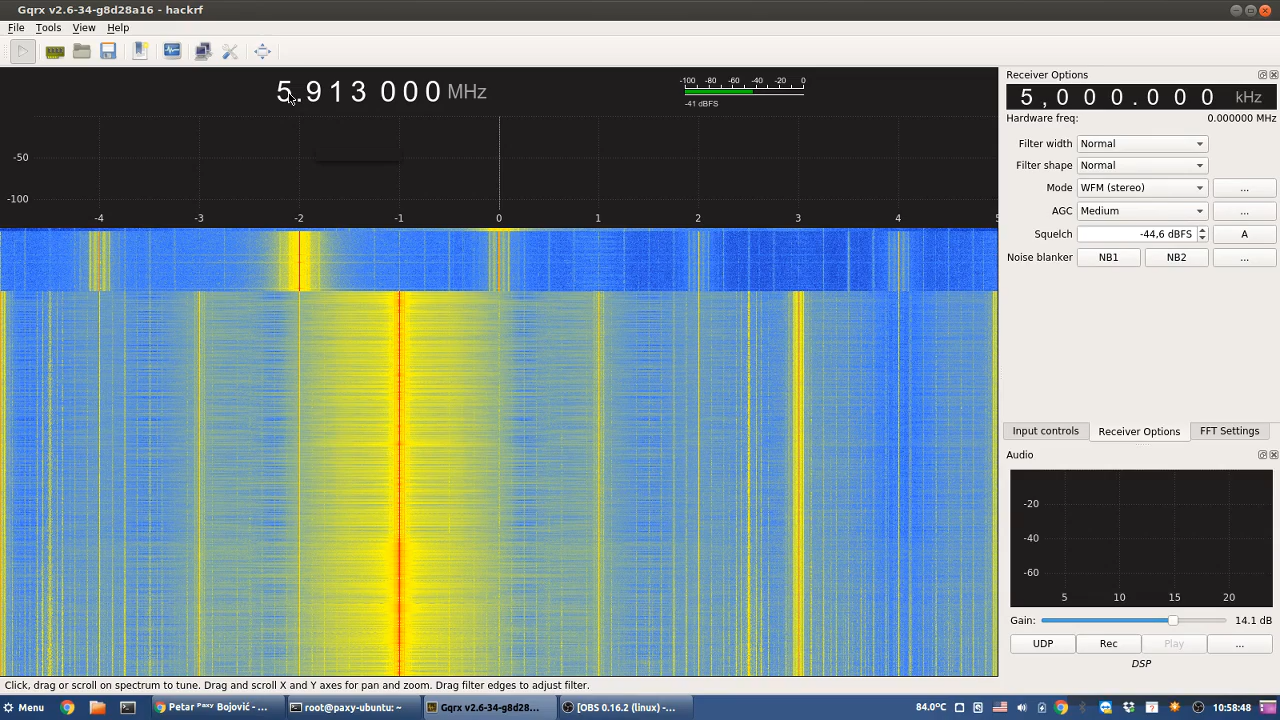 Gqrx v2.6-34-g8d28a16 - hackrf
File Tools View Help
5.913 000 MHz
-100 -80 -60 -40 -20 0
-41 dBFS
-50
-100
-4 -3 -2 -1 0 1 2 3 4 5
Receiver Options
5,000.000 kHz
Hardware freq: 0.000000 MHz
Filter width Normal
Filter shape Normal
Mode WFM (stereo) ...
AGC Medium ...
Squelch -44,6 dBFS A
Noise blanker NB1 NB2 ...
Input controls Receiver Options FFT Settings
Audio
-20
-40
-60
5 10 15 20
Gain: 14.1 dB
UDP Rec Play ...
DSP
Click, drag or scroll on spectrum to tune. Drag and scroll X and Y axes for pan and zoom. Drag filter edges to adjust filter.
Menu Petar ᴾᵃˣʸ Bojović - ... root@paxy-ubuntu: ~ Gqrx v2.6-34-g8d28... [OBS 0.16.2 (linux) -... 84.0°C 10:58:48